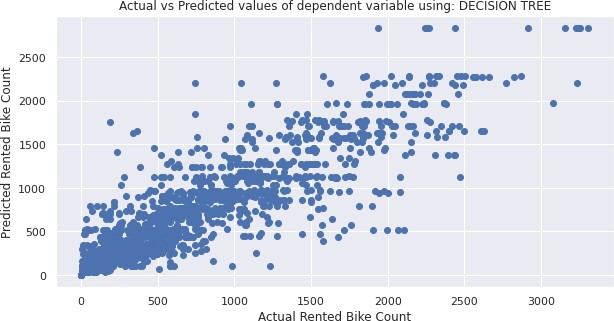 Actual vs Predicted values of dependent variable using: DECISION TREE
Predicted Rented Bike Count
2500
2000
1500
1000
500
0
0 500 1000 1500 2000 2500 3000
Actual Rented Bike Count